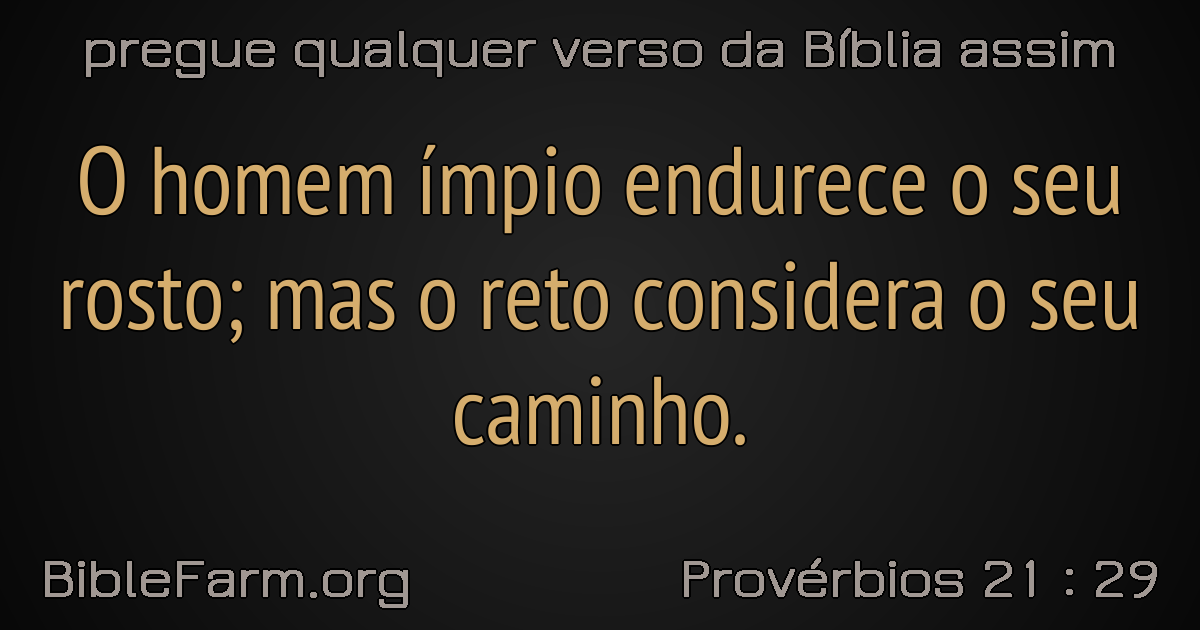 pregue qualquer verso da Bíblia assim
O homem ímpio endurece o seu
rosto; mas o reto considera o seu
caminho.
BibleFarm.org
Provérbios 21 : 29